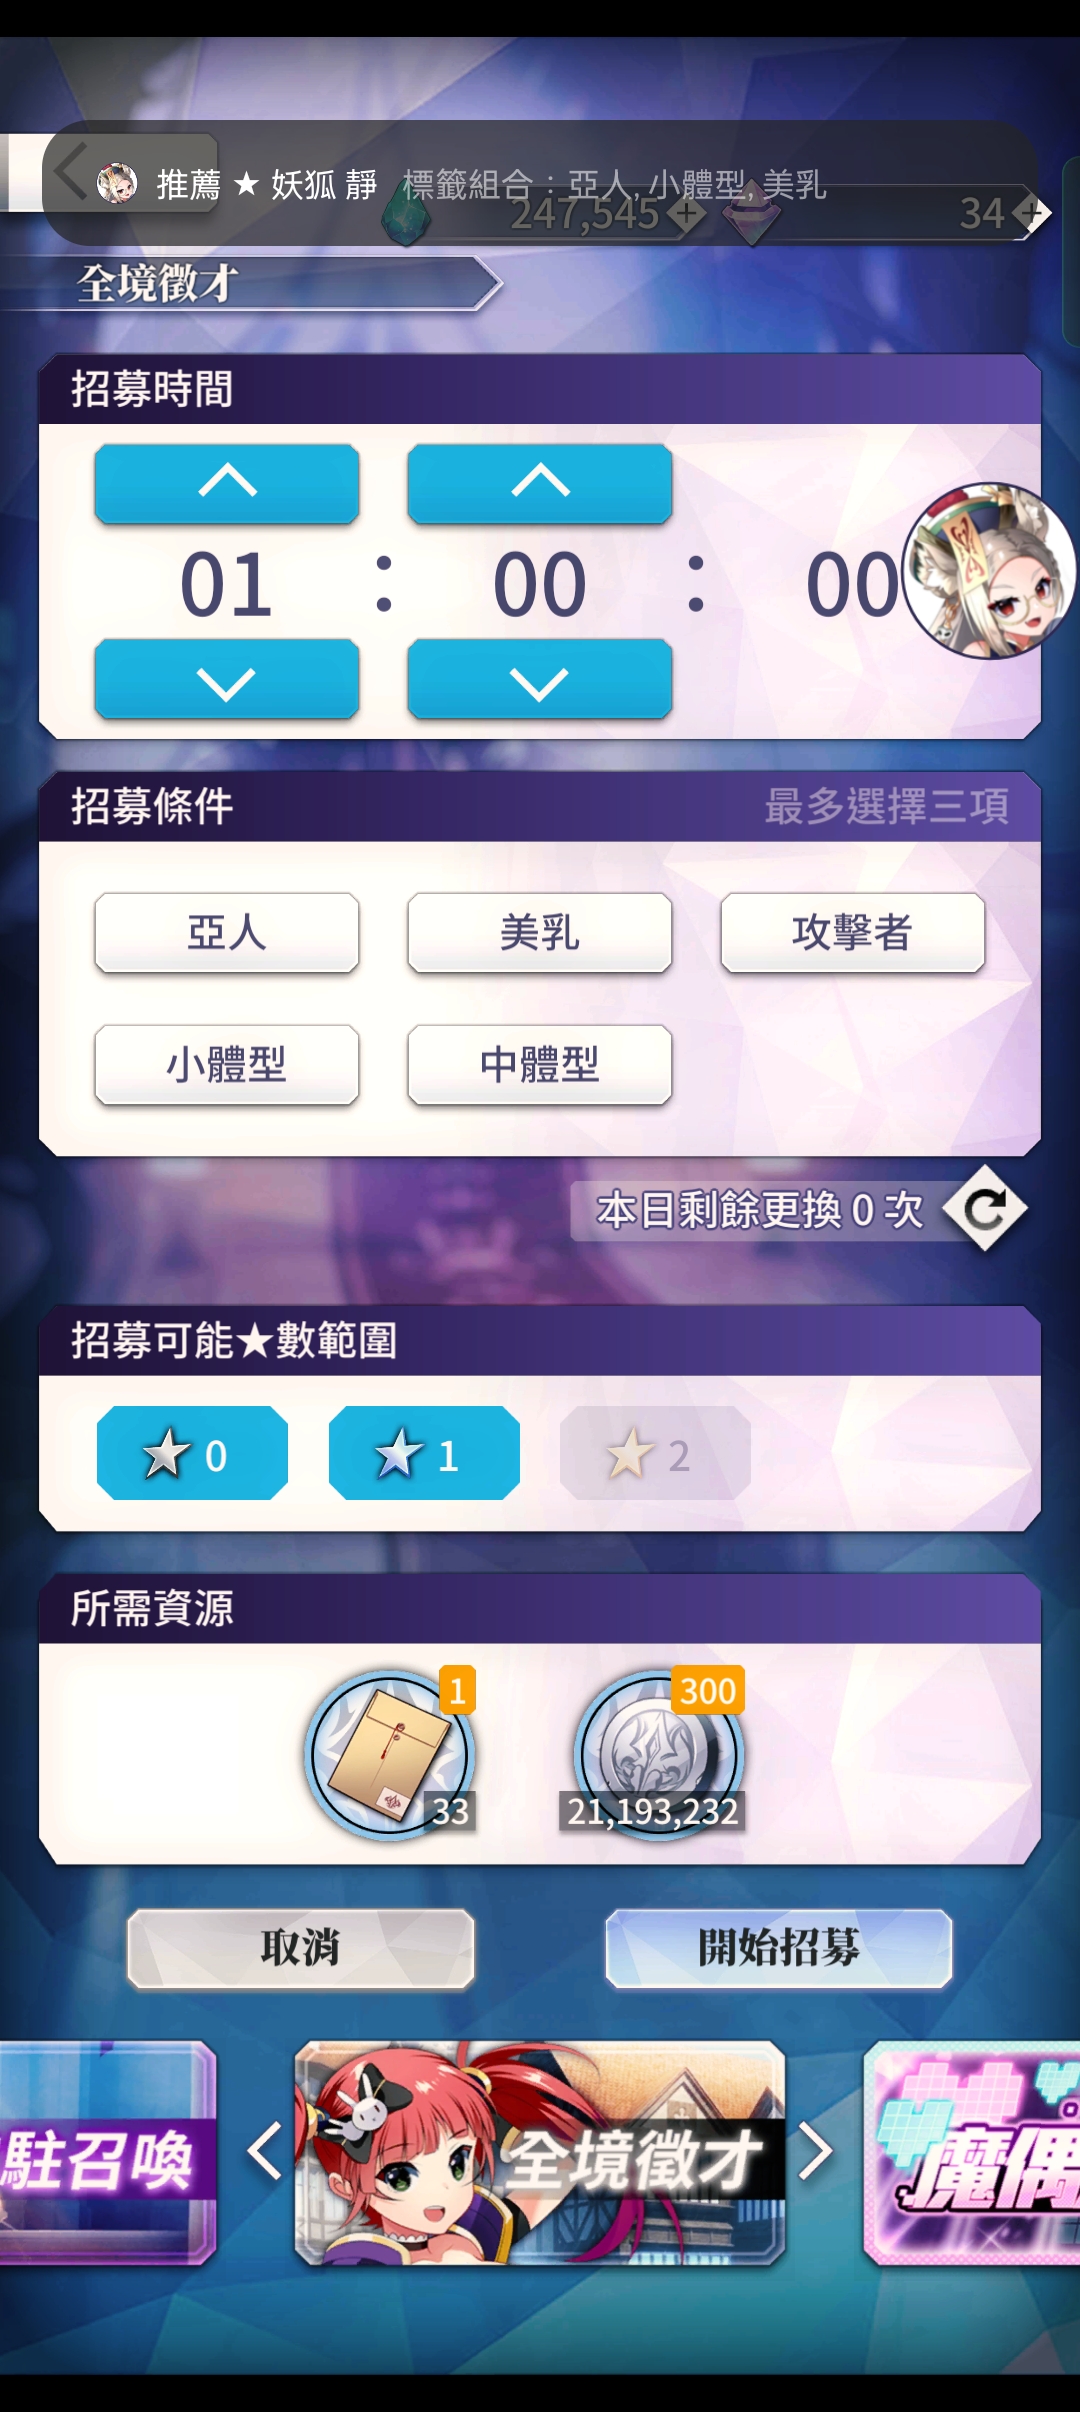 推薦 ★ 妖狐 靜 標籤組合：亞人, 小體型, 美乳
247,545
34
全境徵才
招募時間
01 : 00 : 00
招募條件 最多選擇三項
亞人 美乳 攻擊者
小體型 中體型
本日剩餘更換 0 次
招募可能★數範圍
0 1 2
所需資源
1 300
33 21,193,232
取消 開始招募
駐召喚 全境徵才 魔偶